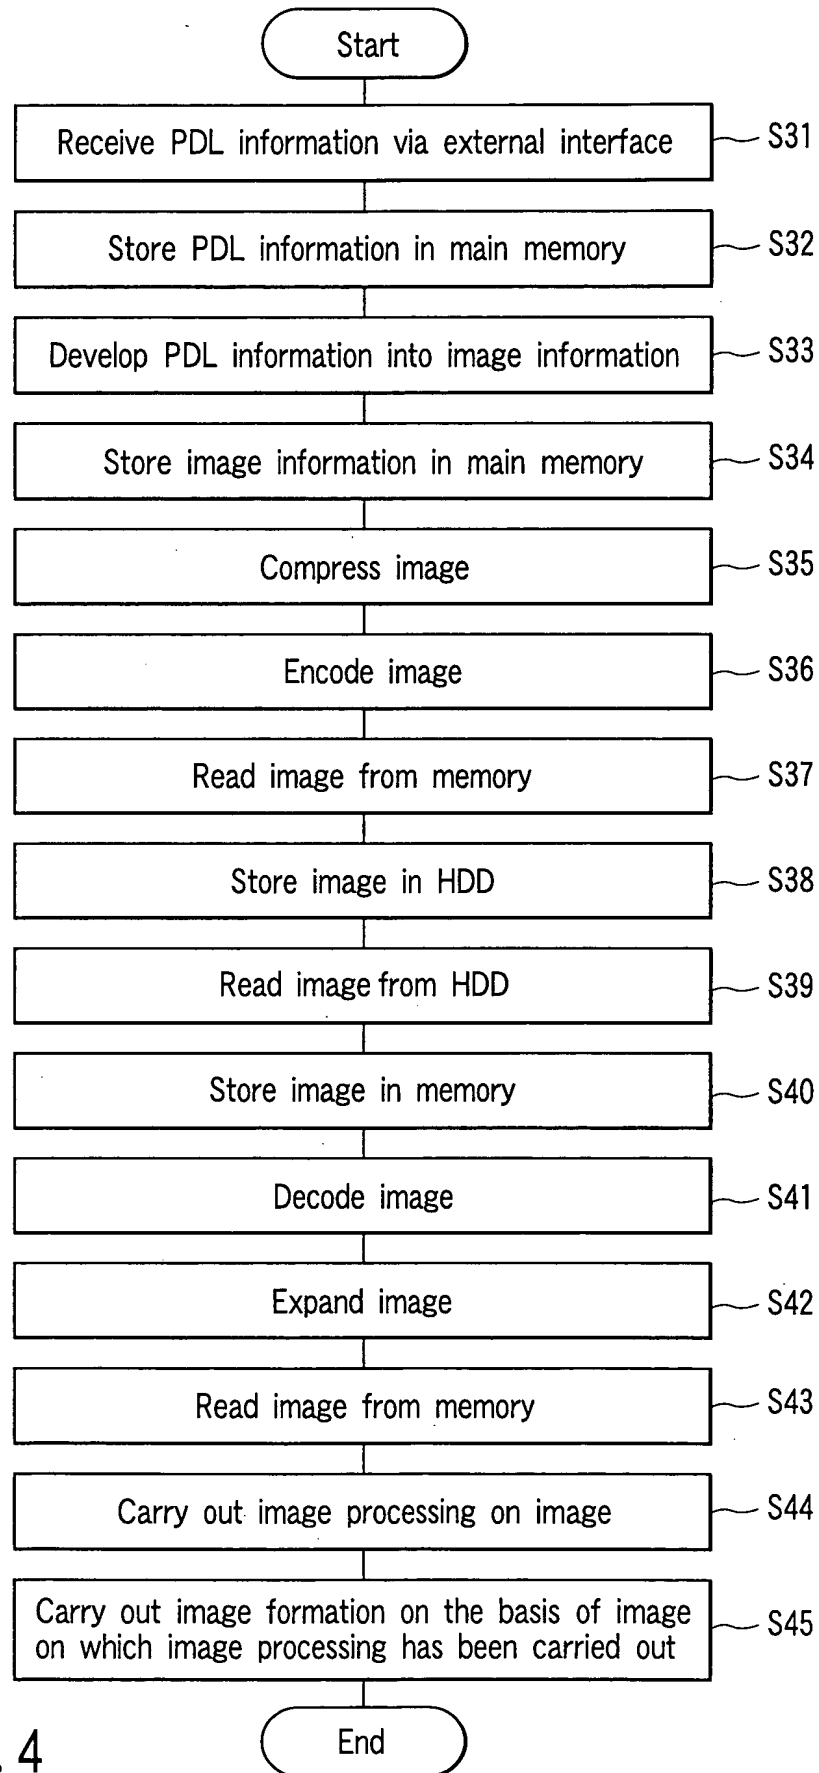 Start
Receive PDL information via external interface
S31
Store PDL information in main memory
S32
Develop PDL information into image information
S33
Store image information in main memory
S34
Compress image
S35
Encode image
S36
Read image from memory
S37
Store image in HDD
S38
Read image from HDD
S39
Store image in memory
S40
Decode image
S41
Expand image
S42
Read image from memory
S43
Carry out image processing on image
S44
Carry out image formation on the basis of image
on which image processing has been carried out
S45
End
. 4